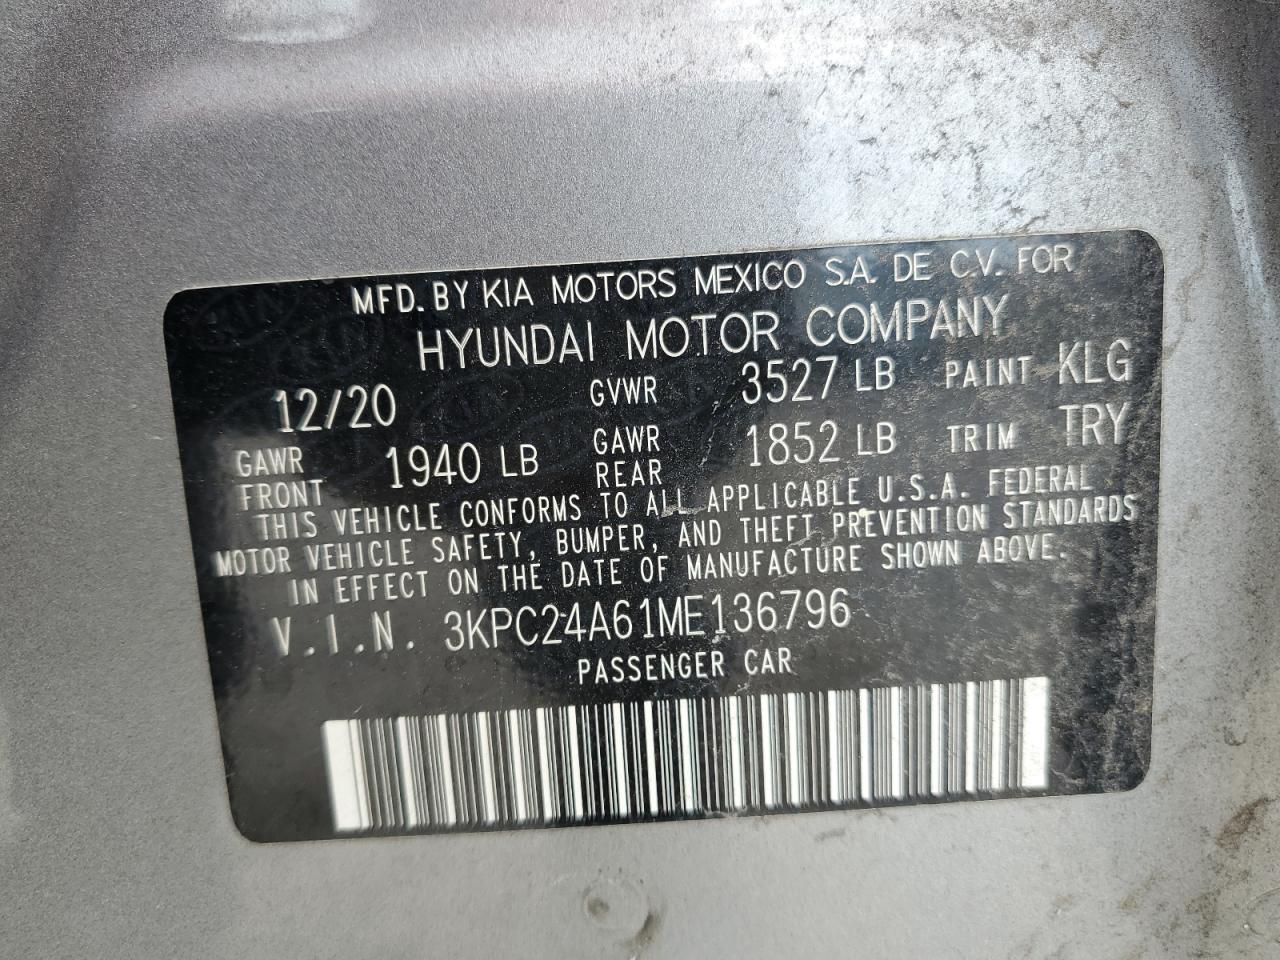 MFD. BY KIA MOTORS MEXICO S.A. DE C.V. FOR
HYUNDAI MOTOR COMPANY
12/20 GVWR 3527 LB PAINT KLG
GAWR FRONT 1940 LB GAWR REAR 1852 LB TRIM TRY
THIS VEHICLE CONFORMS TO ALL APPLICABLE U.S.A. FEDERAL
MOTOR VEHICLE SAFETY, BUMPER, AND THEFT PREVENTION STANDARDS
IN EFFECT ON THE DATE OF MANUFACTURE SHOWN ABOVE.
V.I.N. 3KPC24A61ME136796
PASSENGER CAR